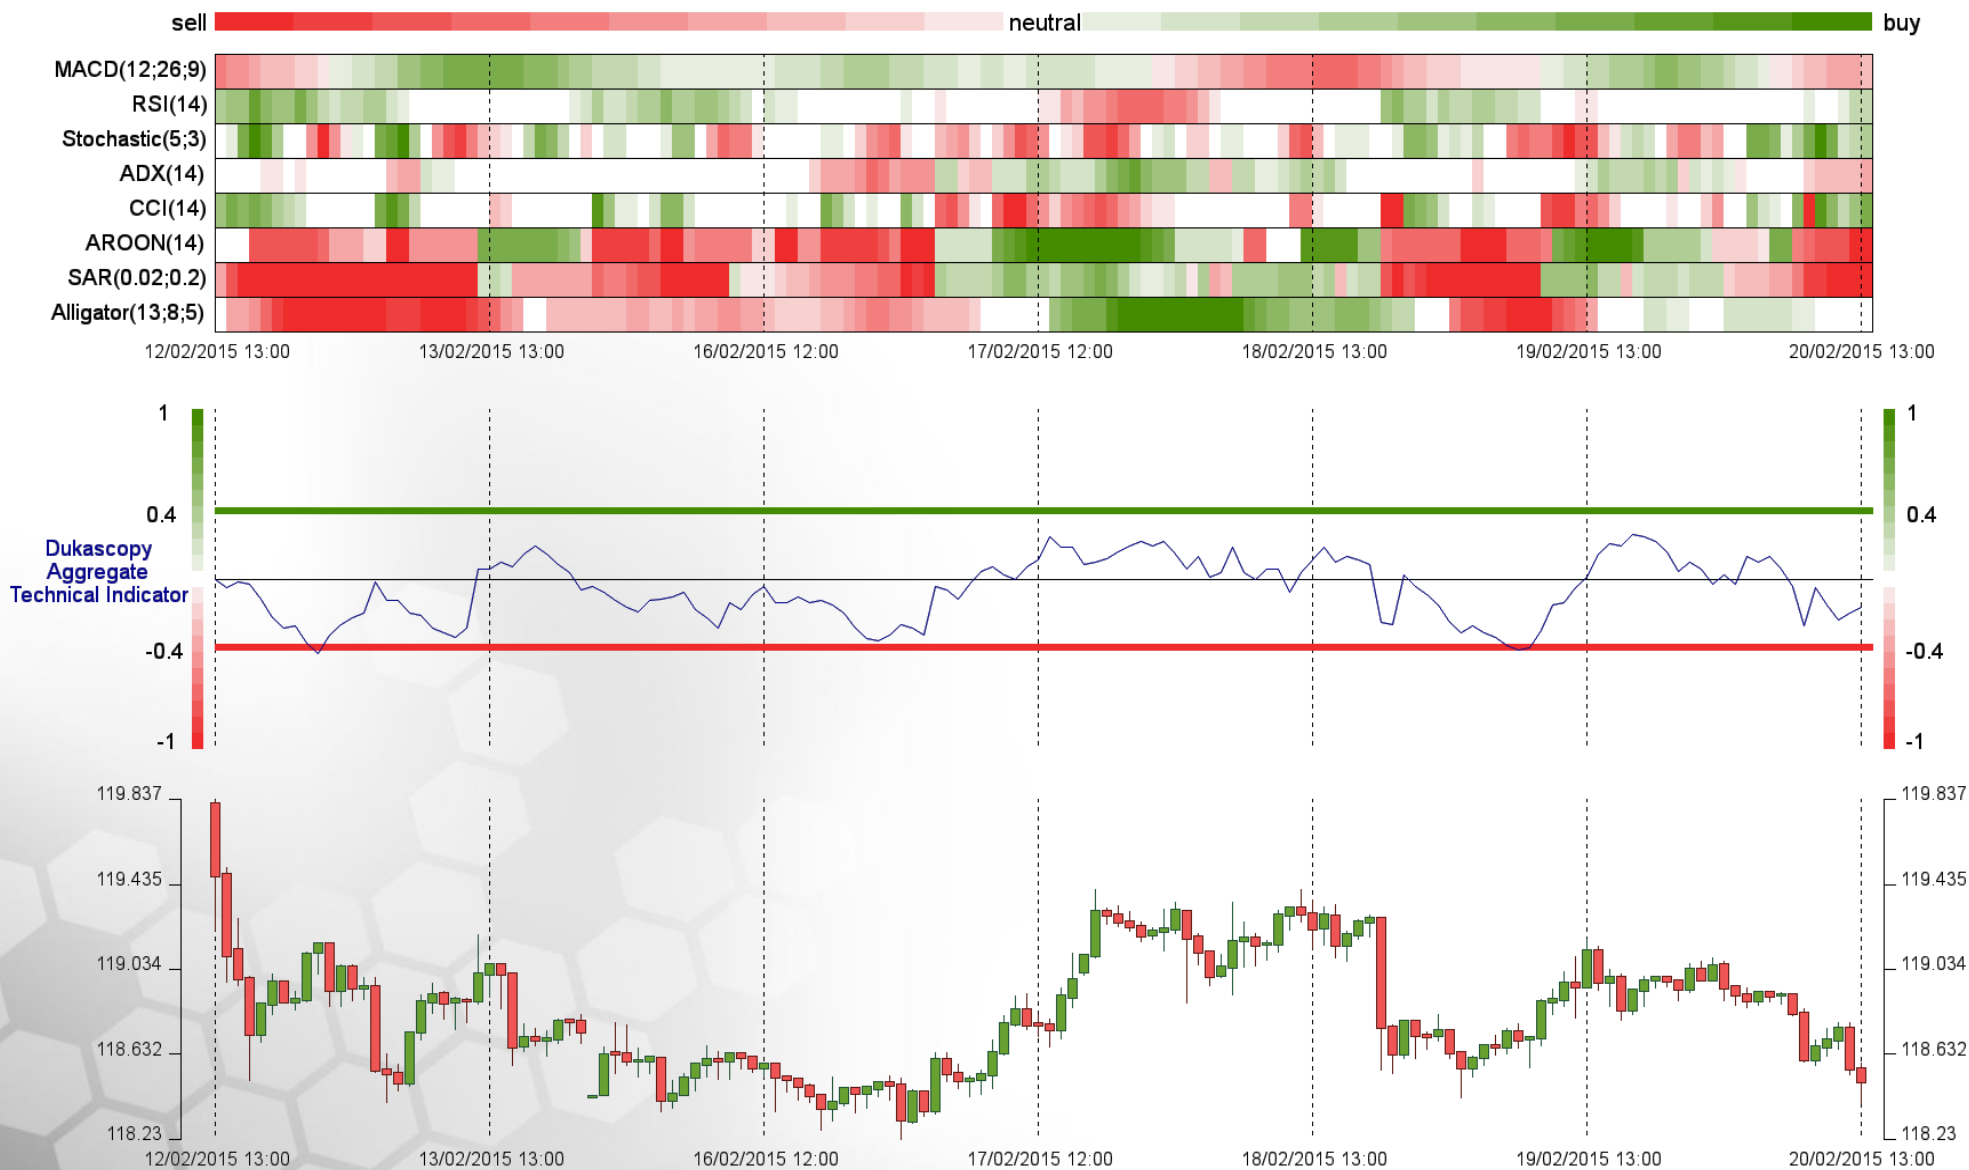 sell neutral buy
MACD(12;26;9)
RSI(14)
Stochastic(5;3)
ADX(14)
CCI(14)
AROON(14)
SAR(0.02;0.2)
Alligator(13;8;5)
12/02/2015 13:00 13/02/2015 13:00 16/02/2015 12:00 17/02/2015 12:00 18/02/2015 13:00 19/02/2015 13:00 20/02/2015 13:00
1 1
0.4 0.4
Dukascopy
Aggregate
Technical Indicator
-0.4 -0.4
-1 -1
119.837 119.837
119.435 119.435
119.034 119.034
118.632 118.632
118.23 118.23
12/02/2015 13:00 13/02/2015 13:00 16/02/2015 12:00 17/02/2015 12:00 18/02/2015 13:00 19/02/2015 13:00 20/02/2015 13:00